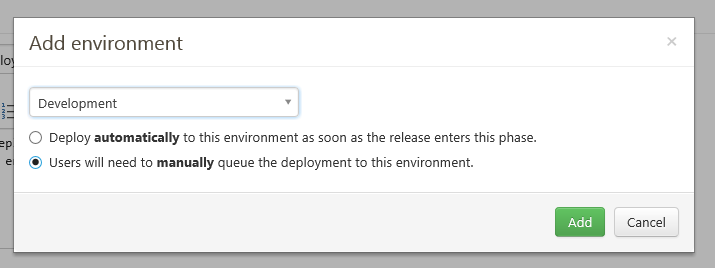 Add environment
×
Development
Deploy automatically to this environment as soon as the release enters this phase.
Users will need to manually queue the deployment to this environment.
Add
Cancel